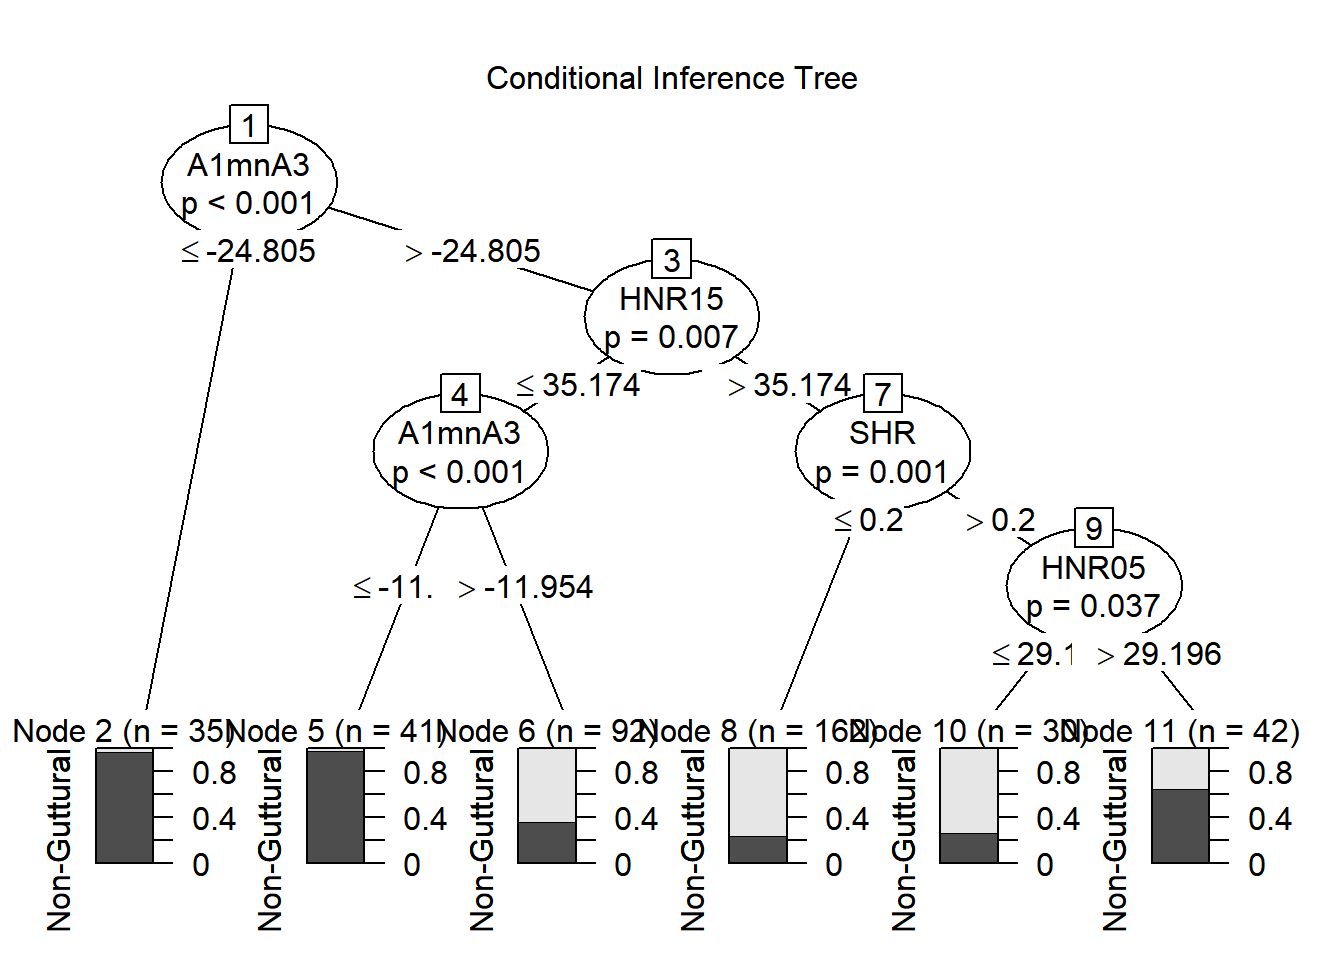 Conditional Inference Tree
1
A1mnA3
p < 0.001
≤ -24.805
> -24.805
3
HNR15
p = 0.007
≤ 35.174
> 35.174
4
A1mnA3
p < 0.001
7
SHR
p = 0.001
≤ -11.
> -11.954
≤ 0.2
> 0.2
9
HNR05
p = 0.037
≤ 29.1
> 29.196
Node 2 (n = 35)
Non-Guttural
0.8
0.4
0
Node 5 (n = 41)
Non-Guttural
0.8
0.4
0
Node 6 (n = 92)
Non-Guttural
0.8
0.4
0
Node 8 (n = 162)
Non-Guttural
0.8
0.4
0
Node 10 (n = 30)
Non-Guttural
0.8
0.4
0
Node 11 (n = 42)
Non-Guttural
0.8
0.4
0